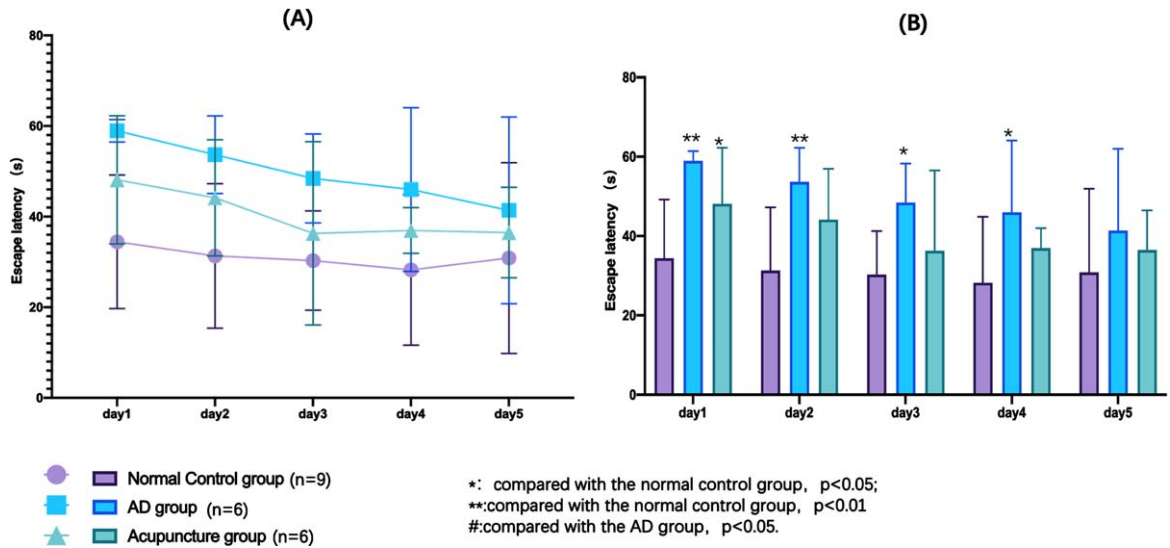 (A)
80
60
40
20
0
Escape latency （s）
day1 day2 day3 day4 day5
(B)
80
60
40
20
0
Escape latency （s）
** * ** * *
day1 day2 day3 day4 day5
Normal Control group (n=9)
AD group (n=6)
Acupuncture group (n=6)
*： compared with the normal control group， p<0.05;
**:compared with the normal control group， p<0.01
#:compared with the AD group， p<0.05.